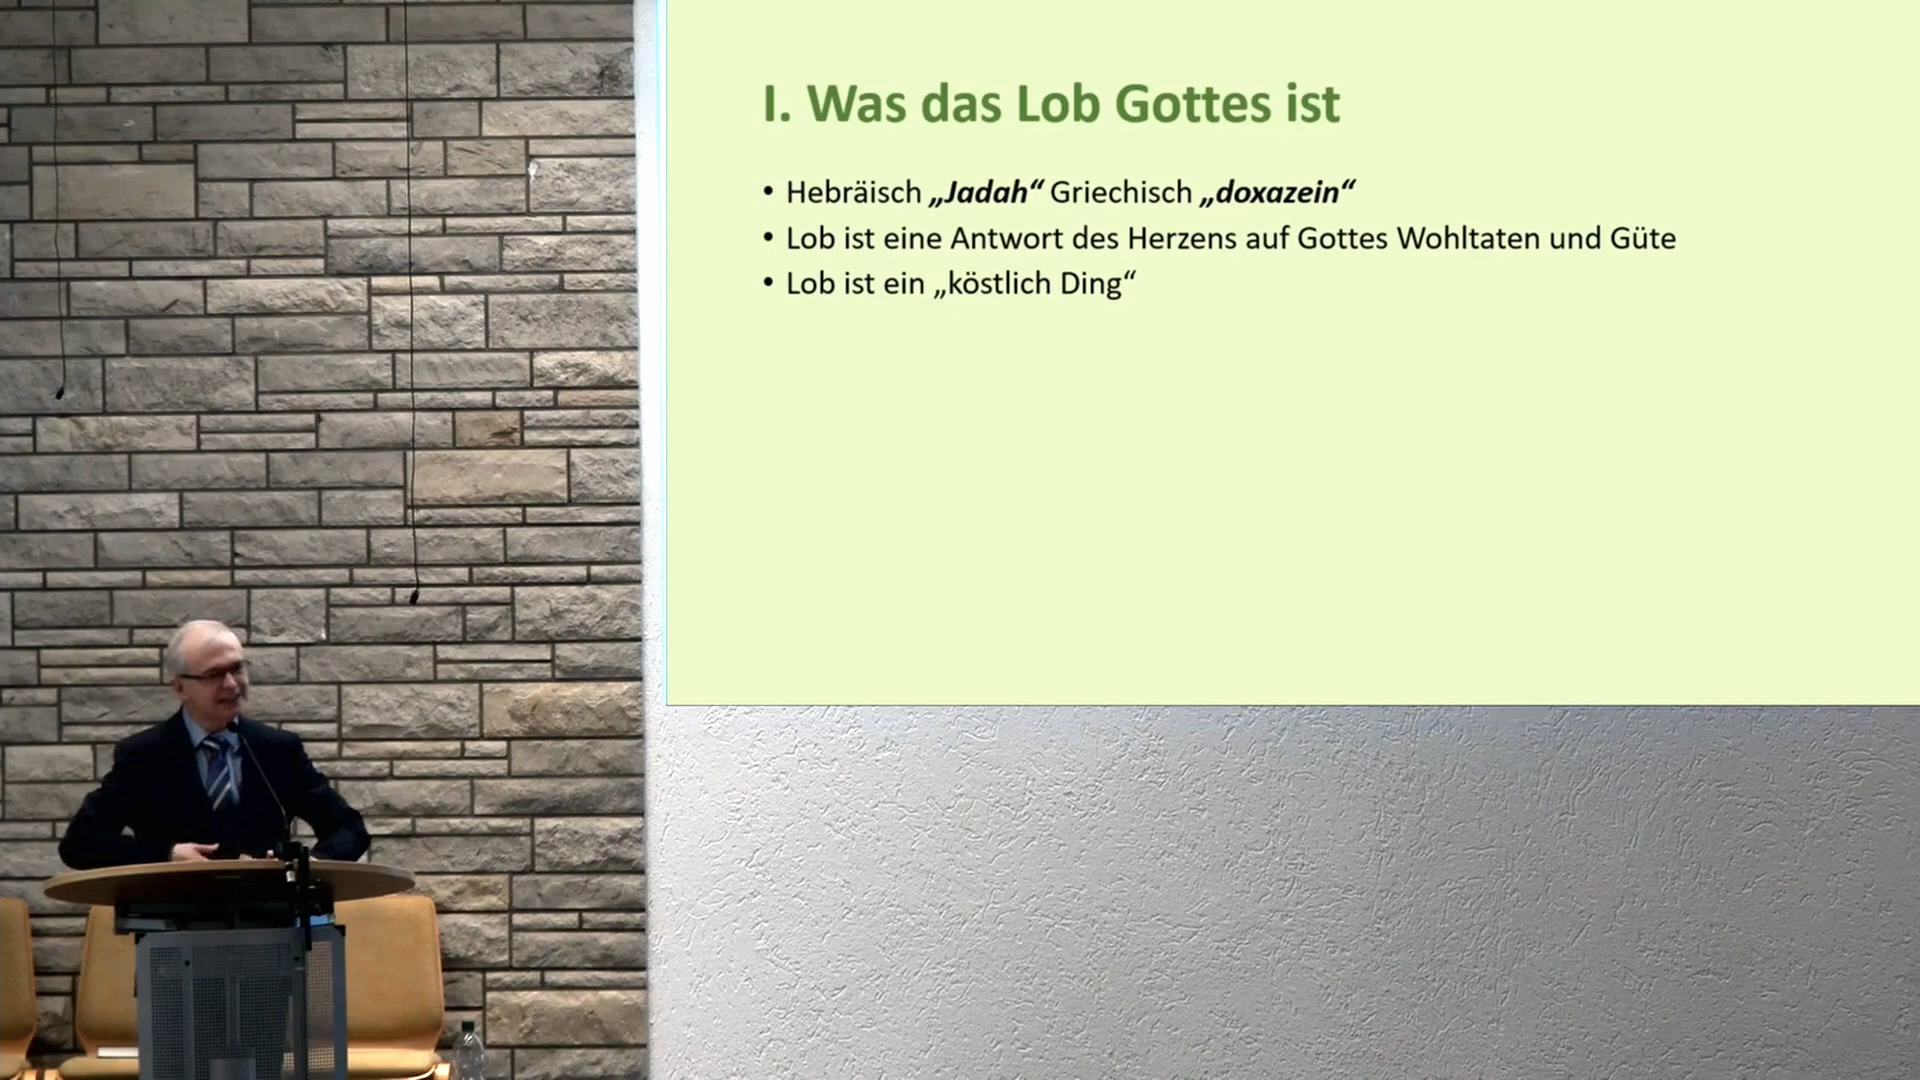 I. Was das Lob Gottes ist
• Hebräisch „Jadah“ Griechisch „doxazein“
• Lob ist eine Antwort des Herzens auf Gottes Wohltaten und Güte
• Lob ist ein „köstlich Ding“